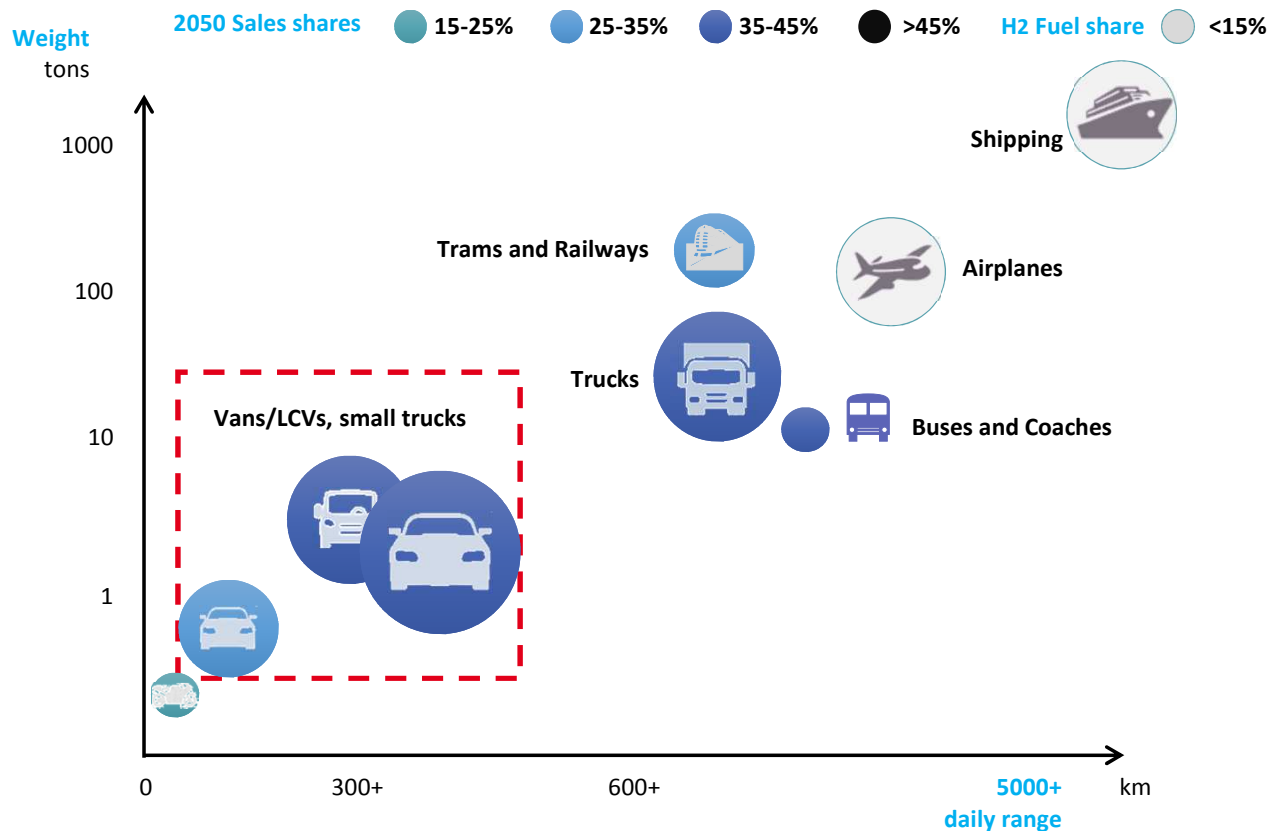 2050 Sales shares 15-25% 25-35% 35-45% >45% H2 Fuel share <15%
Weight
tons
1000
Shipping
Trams and Railways
Airplanes
100
Trucks
Vans/LCVs, small trucks
Buses and Coaches
10
1
0 300+ 600+ 5000+ km
daily range